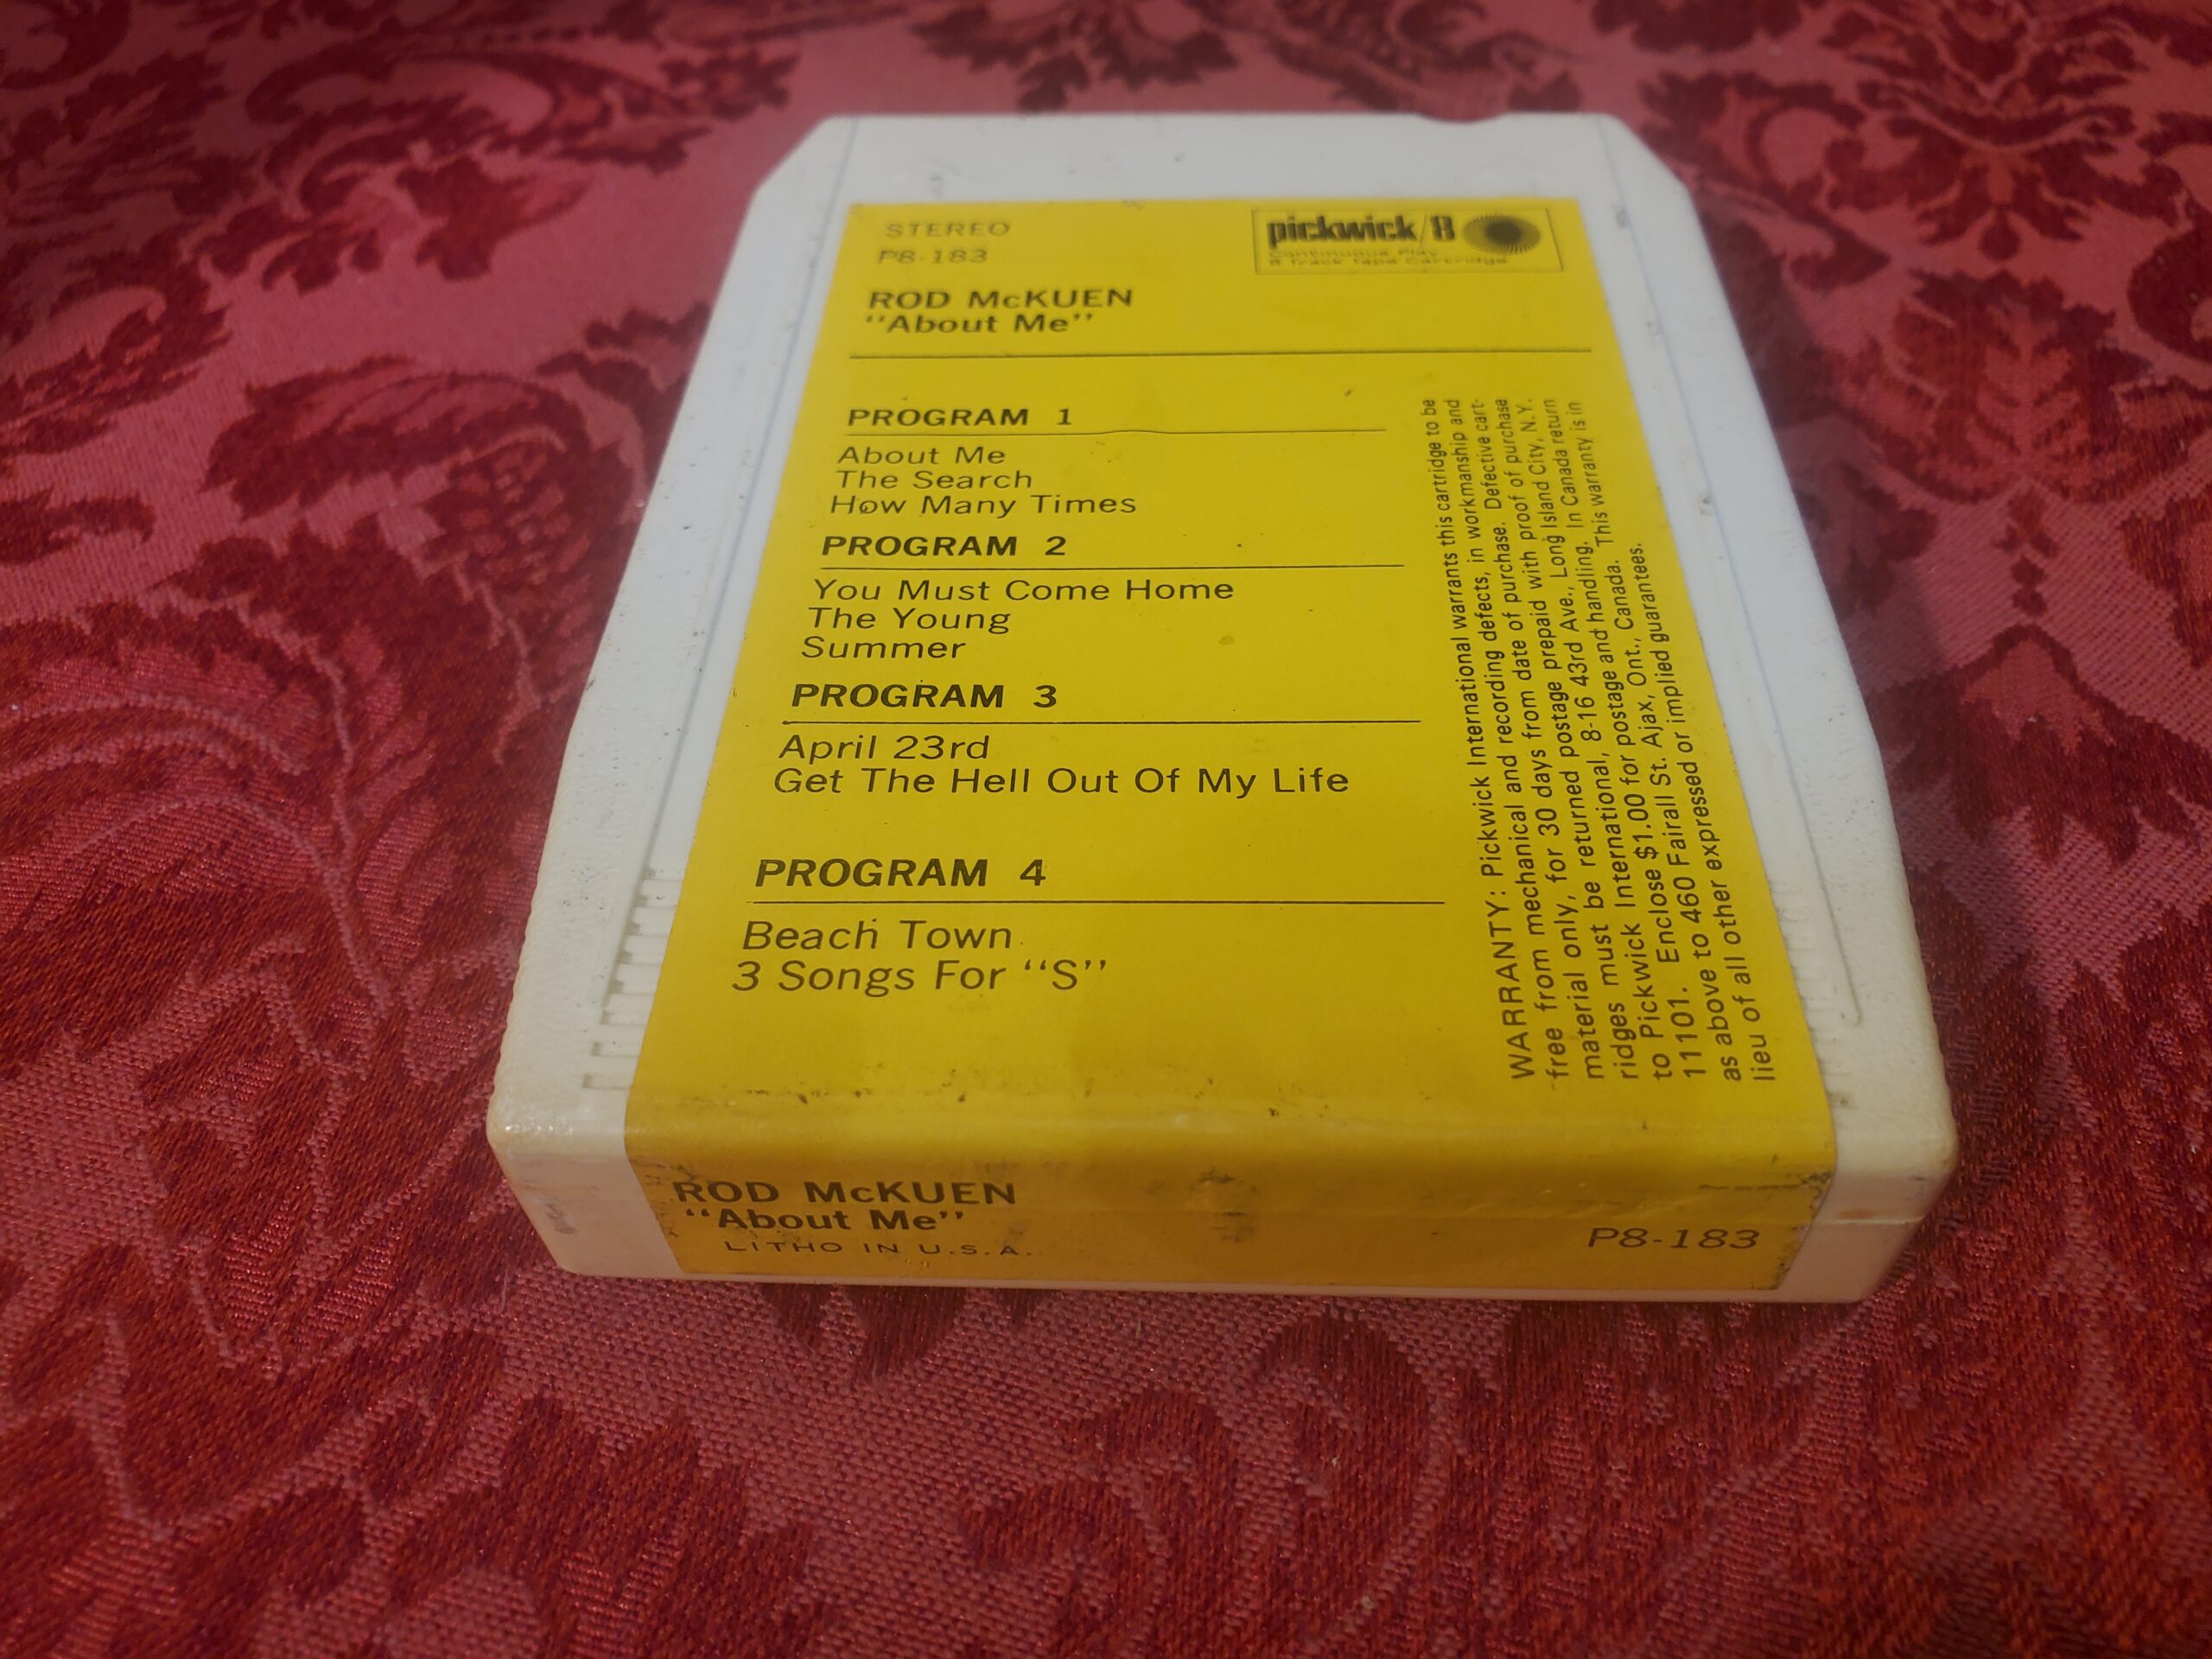 STEREO
P8-183
pickwick/8
Continuous Play
8 Track Tape Cartridge
ROD McKUEN
"About Me"
PROGRAM 1
About Me
The Search
How Many Times
PROGRAM 2
You Must Come Home
The Young
Summer
PROGRAM 3
April 23rd
Get The Hell Out Of My Life
PROGRAM 4
Beach Town
3 Songs For "S"
WARRANTY: Pickwick International warrants this cartridge to be
free from mechanical and recording defects, in workmanship and
material only, for 30 days from date of purchase. Defective cart-
ridges must be returned postage prepaid with proof of purchase
to Pickwick International, 8-16 43rd Ave., Long Island City, N.Y.
11101. Enclose $1.00 for postage and handling. In Canada return
as above to 460 Fairall St. Ajax, Ont., Canada. This warranty is in
lieu of all other expressed or implied guarantees.
ROD McKUEN
"About Me"
LITHO IN U.S.A.
P8-183